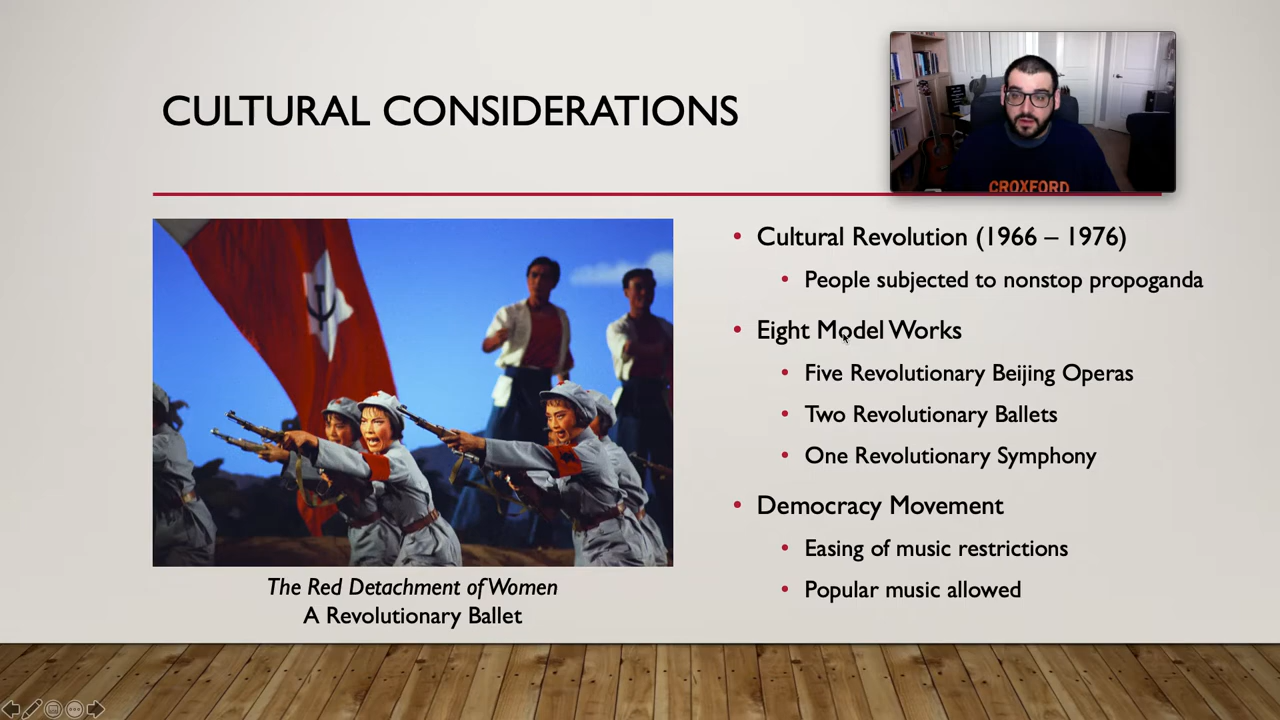 CULTURAL CONSIDERATIONS
CROXFORD
Cultural Revolution (1966 – 1976)
People subjected to nonstop propoganda
Eight Model Works
Five Revolutionary Beijing Operas
Two Revolutionary Ballets
One Revolutionary Symphony
Democracy Movement
Easing of music restrictions
Popular music allowed
The Red Detachment of Women
A Revolutionary Ballet